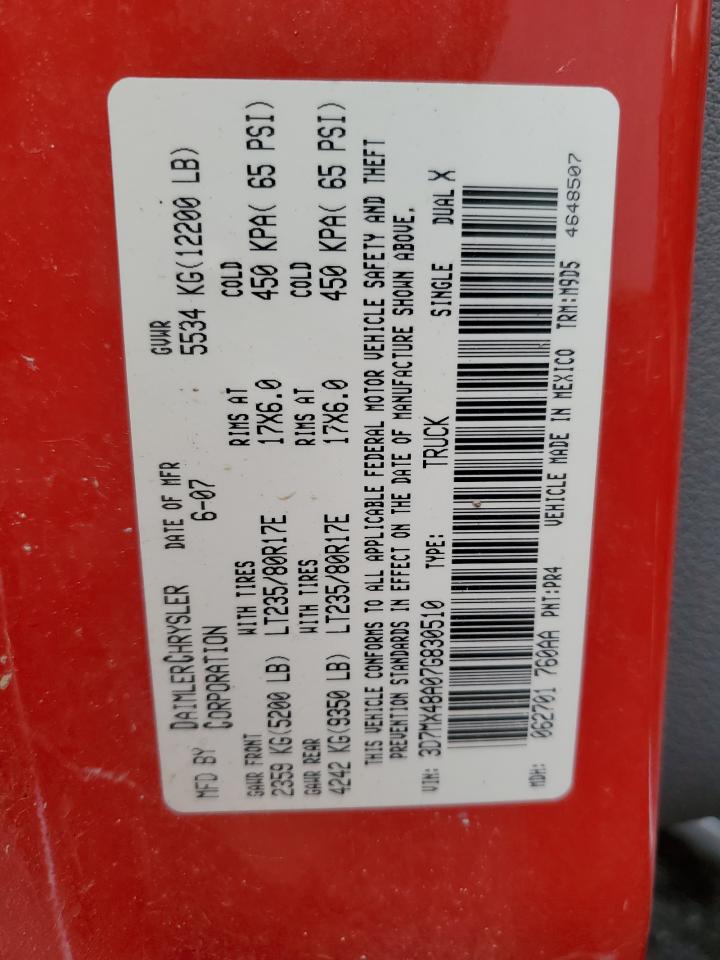 MFD BY DAIMLERCHRYSLER CORPORATION DATE OF MFR 6-07 GVWR 5534 KG(12200 LB)
GAWR FRONT WITH TIRES RIMS AT COLD
2359 KG(5200 LB) LT235/80R17E 17X6.0 450 KPA( 65 PSI)
GAWR REAR WITH TIRES RIMS AT COLD
4242 KG(9350 LB) LT235/80R17E 17X6.0 450 KPA( 65 PSI)
THIS VEHICLE CONFORMS TO ALL APPLICABLE FEDERAL MOTOR VEHICLE SAFETY AND THEFT
PREVENTION STANDARDS IN EFFECT ON THE DATE OF MANUFACTURE SHOWN ABOVE.
VIN: 3D7MX48A07G830510 TYPE: TRUCK SINGLE DUAL X
MDH: 062701 760AA PNT:PR4 VEHICLE MADE IN MEXICO TRM:M9D5 4648507